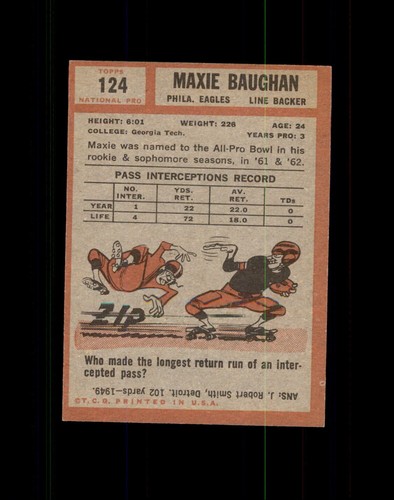 TOPPS
124
NATIONAL PRO
MAXIE BAUGHAN
PHILA. EAGLES LINE BACKER
HEIGHT: 6:01 WEIGHT: 226 AGE: 24
COLLEGE: Georgia Tech. YEARS PRO: 3
Maxie was named to the All-Pro Bowl in his
rookie & sophomore seasons, in '61 & '62.
PASS INTERCEPTIONS RECORD
NO. INTER. YDS. RET. AV. RET. TDs
YEAR 1 22 22.0 0
LIFE 4 72 18.0 0
ZIP
Who made the longest return run of an inter-
cepted pass?
ANS: J. Robert Smith, Detroit. 102 yards—1949.
©T.C.G. PRINTED IN U.S.A.